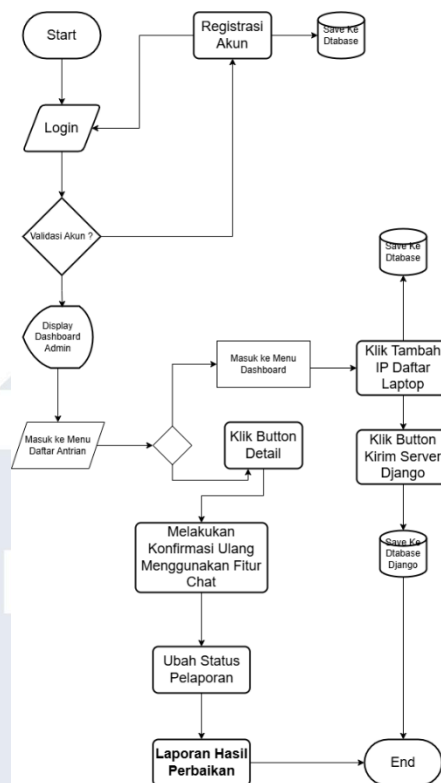 Start
Registrasi
Akun
Save Ke
Dtabase
Login
Validasi Akun ?
Save Ke
Dtabase
Display
Dashboard
Admin
Masuk ke Menu
Dashboard
Klik Tambah
IP Daftar
Laptop
Masuk ke Menu
Daftar Antrian
Klik Button
Detail
Klik Button
Kirim Server
Django
Melakukan
Konfirmasi Ulang
Menggunakan Fitur
Chat
Save Ke
Dtabase
Django
Ubah Status
Pelaporan
Laporan Hasil
Perbaikan
End